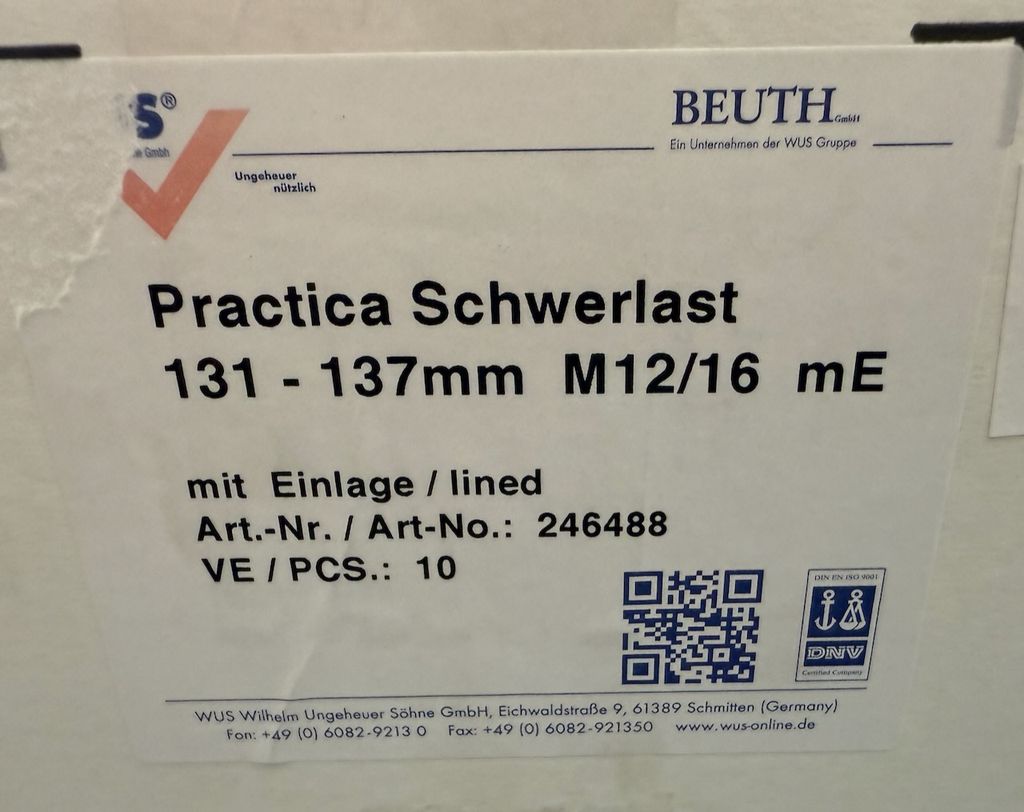 S®
e Gmbh
Ungeheuer
nützlich
BEUTH GmbH
Ein Unternehmen der WUS Gruppe
Practica Schwerlast
131 - 137mm M12/16 mE
mit Einlage / lined
Art.-Nr. / Art-No.: 246488
VE / PCS.: 10
DIN EN ISO 9001
DNV
Certified Company
WUS Wilhelm Ungeheuer Söhne GmbH, Eichwaldstraße 9, 61389 Schmitten (Germany)
Fon: +49 (0) 6082-9213 0 Fax: +49 (0) 6082-921350 www.wus-online.de